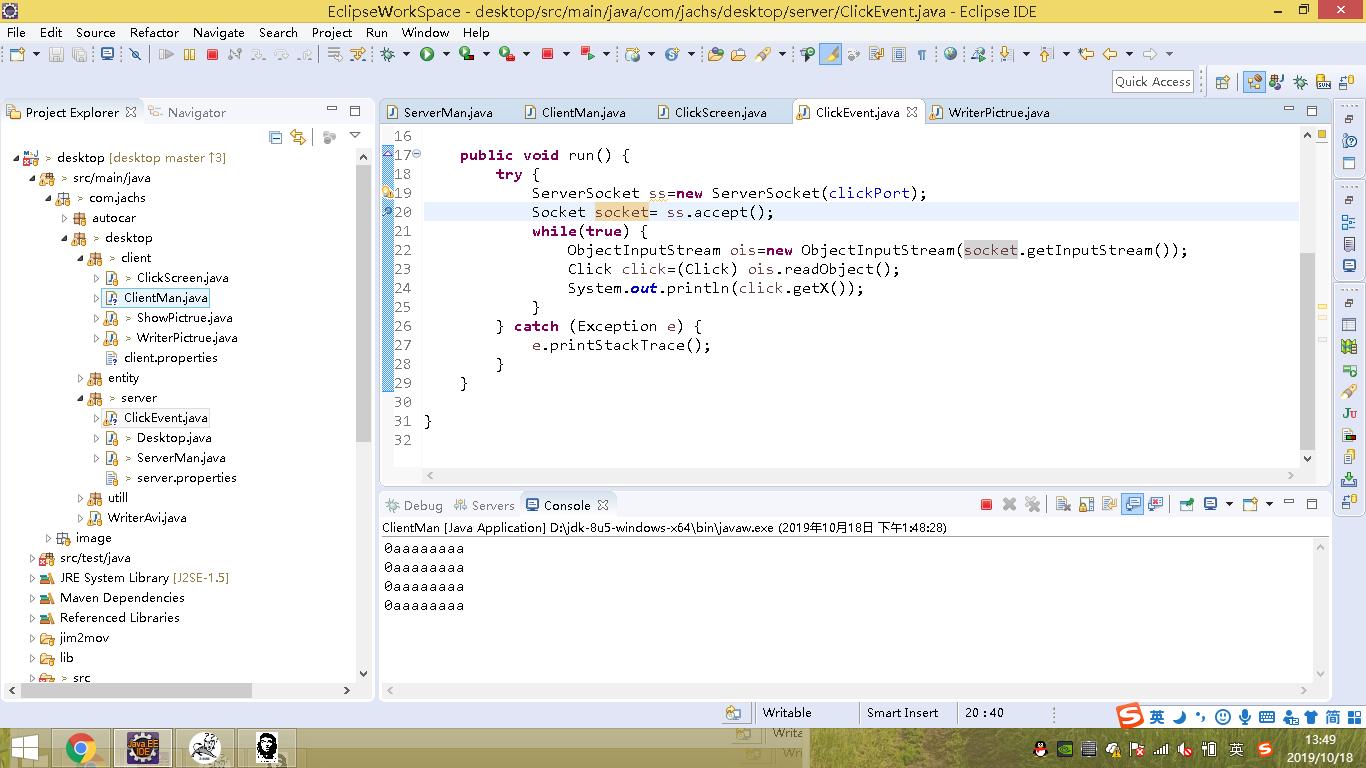 EclipseWorkSpace - desktop/src/main/java/com/jachs/desktop/server/ClickEvent.java - Eclipse IDE
File Edit Source Refactor Navigate Search Project Run Window Help
Quick Access
Project Explorer Navigator
> desktop [desktop master ↑3]
> src/main/java
> com.jachs
autocar
> desktop
> client
> ClickScreen.java
ClientMan.java
> ShowPictrue.java
> WriterPictrue.java
client.properties
entity
> server
ClickEvent.java
> Desktop.java
> ServerMan.java
> server.properties
utill
WriterAvi.java
image
src/test/java
JRE System Library [J2SE-1.5]
Maven Dependencies
Referenced Libraries
jim2mov
lib
> src
ServerMan.java ClientMan.java ClickScreen.java ClickEvent.java WriterPictrue.java
16
17 public void run() {
18 try {
19 ServerSocket ss=new ServerSocket(clickPort);
20 Socket socket= ss.accept();
21 while(true) {
22 ObjectInputStream ois=new ObjectInputStream(socket.getInputStream());
23 Click click=(Click) ois.readObject();
24 System.out.println(click.getX());
25 }
26 } catch (Exception e) {
27 e.printStackTrace();
28 }
29 }
30
31 }
32
Debug Servers Console
ClientMan [Java Application] D:\jdk-8u5-windows-x64\bin\javaw.exe (2019年10月18日 下午1:48:28)
0aaaaaaaa
0aaaaaaaa
0aaaaaaaa
0aaaaaaaa
Writable Smart Insert 20 : 40
英 简
Java EE IDE
英
13:49
2019/10/18